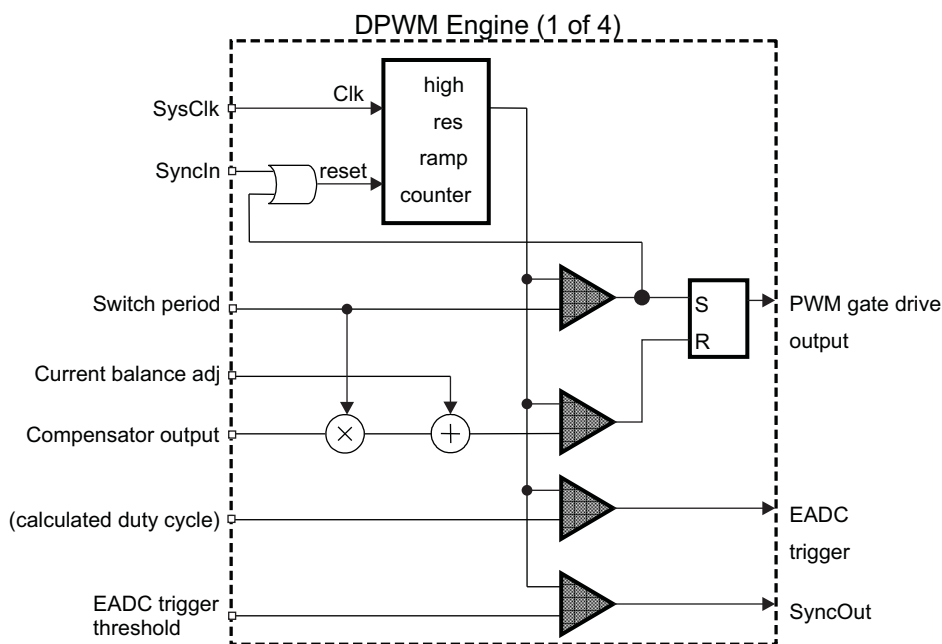 DPWM Engine (1 of 4)
SysClk
Clk
high
res
ramp
counter
SyncIn
reset
Switch period
S
R
PWM gate drive
output
Current balance adj
Compensator output
×
+
(calculated duty cycle)
EADC
trigger
EADC trigger
threshold
SyncOut